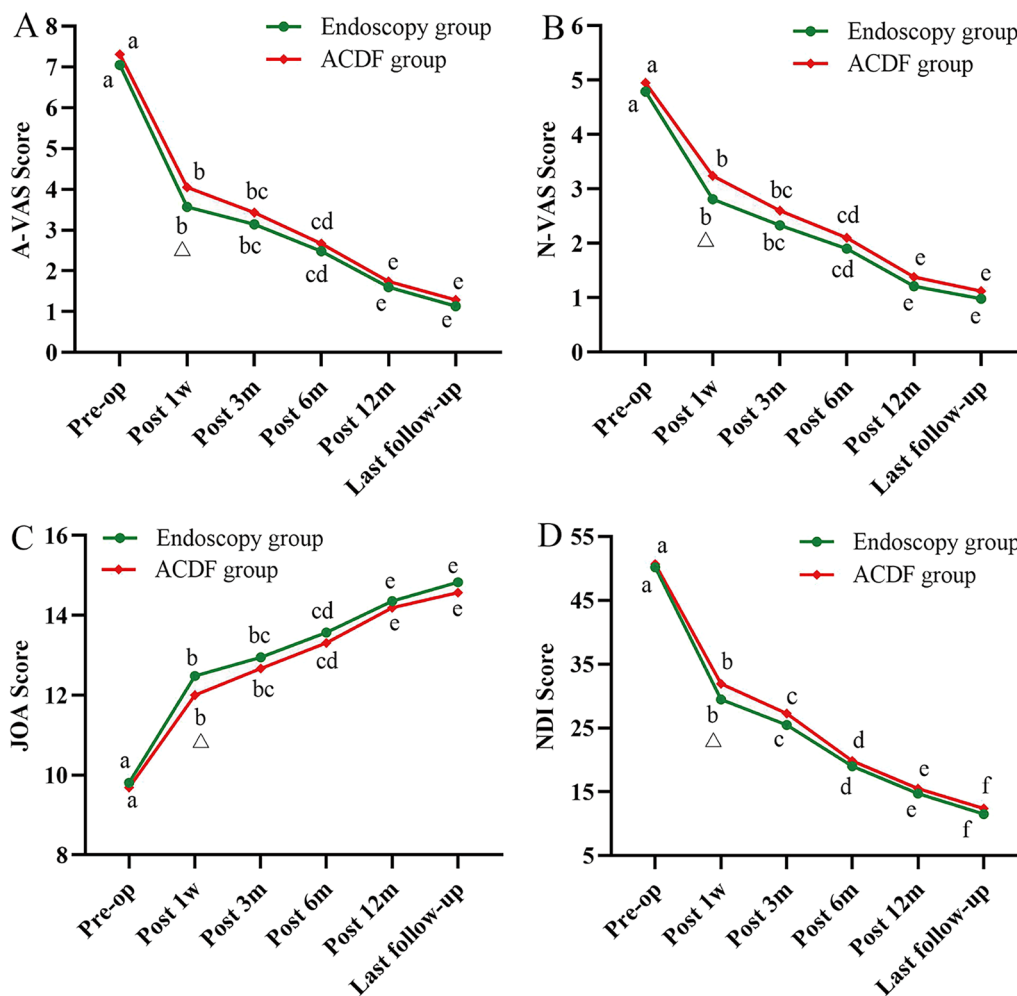 A
Endoscopy group
ACDF group
A-VAS Score
8
7
6
5
4
3
2
1
0
a
a
b
b
△
bc
bc
cd
cd
e
e
e
e
Pre-op
Post 1w
Post 3m
Post 6m
Post 12m
Last follow-up
B
Endoscopy group
ACDF group
N-VAS Score
6
5
4
3
2
1
0
a
a
b
b
△
bc
bc
cd
cd
e
e
e
e
Pre-op
Post 1w
Post 3m
Post 6m
Post 12m
Last follow-up
C
Endoscopy group
ACDF group
JOA Score
16
14
12
10
8
a
a
b
b
△
bc
bc
cd
cd
e
e
e
e
Pre-op
Post 1w
Post 3m
Post 6m
Post 12m
Last follow-up
D
Endoscopy group
ACDF group
NDI Score
55
45
35
25
15
5
a
a
b
b
△
c
c
d
d
e
e
f
f
Pre-op
Post 1w
Post 3m
Post 6m
Post 12m
Last follow-up